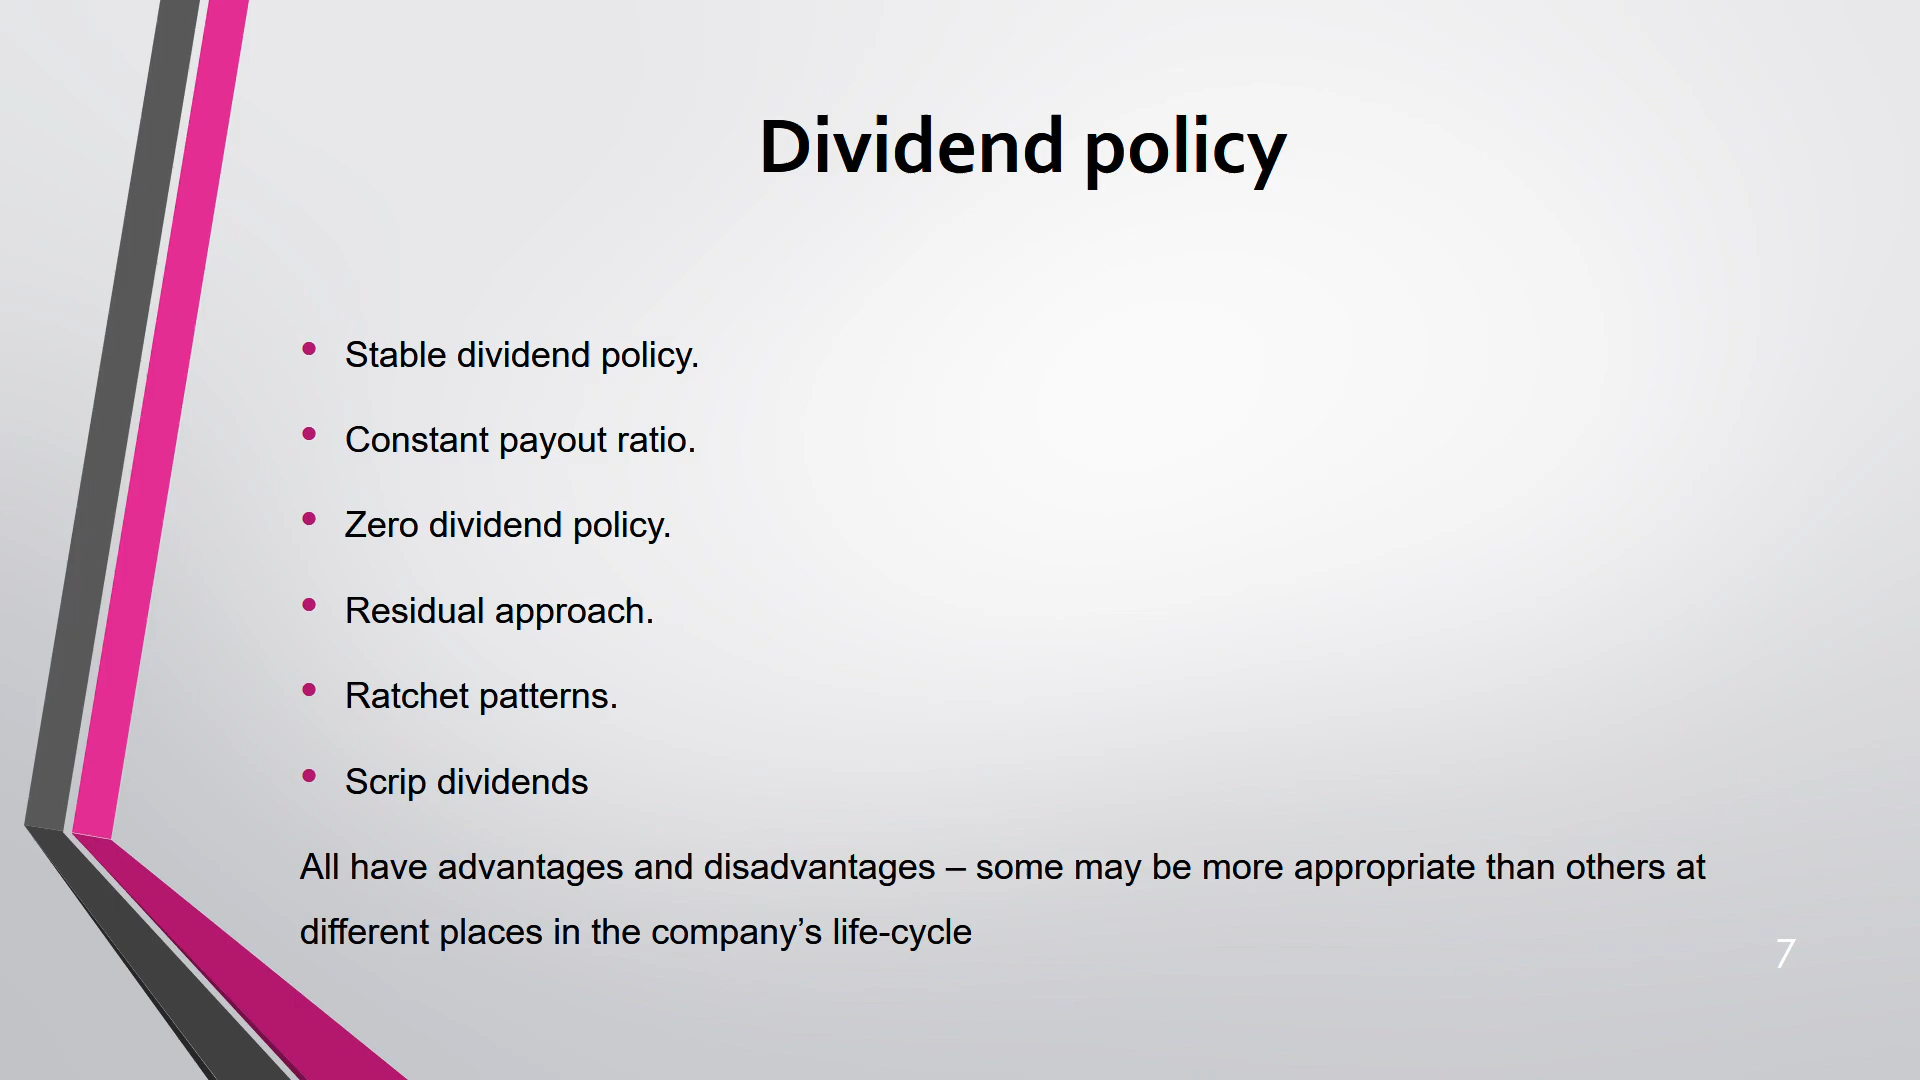 Dividend policy
• Stable dividend policy.
• Constant payout ratio.
• Zero dividend policy.
• Residual approach.
• Ratchet patterns.
• Scrip dividends
All have advantages and disadvantages – some may be more appropriate than others at
different places in the company’s life-cycle
7